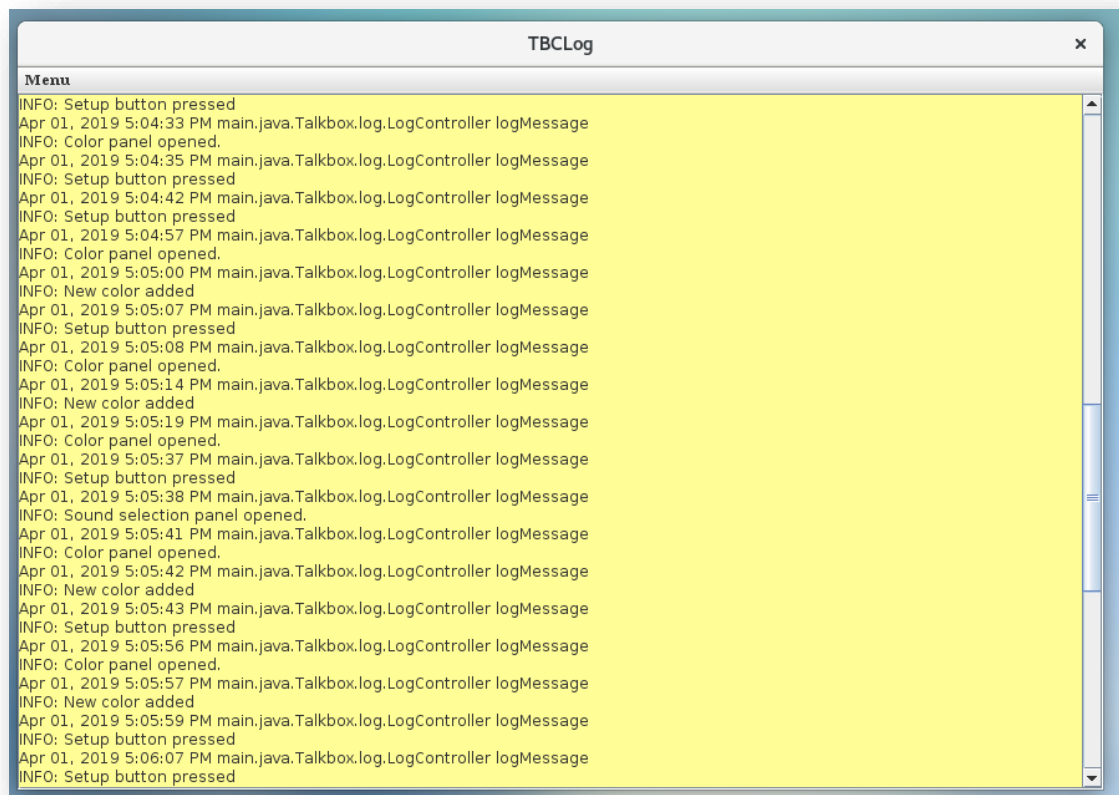 TBCLog
Menu
INFO: Setup button pressed
Apr 01, 2019 5:04:33 PM main.java.Talkbox.log.LogController logMessage
INFO: Color panel opened.
Apr 01, 2019 5:04:35 PM main.java.Talkbox.log.LogController logMessage
INFO: Setup button pressed
Apr 01, 2019 5:04:42 PM main.java.Talkbox.log.LogController logMessage
INFO: Setup button pressed
Apr 01, 2019 5:04:57 PM main.java.Talkbox.log.LogController logMessage
INFO: Color panel opened.
Apr 01, 2019 5:05:00 PM main.java.Talkbox.log.LogController logMessage
INFO: New color added
Apr 01, 2019 5:05:07 PM main.java.Talkbox.log.LogController logMessage
INFO: Setup button pressed
Apr 01, 2019 5:05:08 PM main.java.Talkbox.log.LogController logMessage
INFO: Color panel opened.
Apr 01, 2019 5:05:14 PM main.java.Talkbox.log.LogController logMessage
INFO: New color added
Apr 01, 2019 5:05:19 PM main.java.Talkbox.log.LogController logMessage
INFO: Color panel opened.
Apr 01, 2019 5:05:37 PM main.java.Talkbox.log.LogController logMessage
INFO: Setup button pressed
Apr 01, 2019 5:05:38 PM main.java.Talkbox.log.LogController logMessage
INFO: Sound selection panel opened.
Apr 01, 2019 5:05:41 PM main.java.Talkbox.log.LogController logMessage
INFO: Color panel opened.
Apr 01, 2019 5:05:42 PM main.java.Talkbox.log.LogController logMessage
INFO: New color added
Apr 01, 2019 5:05:43 PM main.java.Talkbox.log.LogController logMessage
INFO: Setup button pressed
Apr 01, 2019 5:05:56 PM main.java.Talkbox.log.LogController logMessage
INFO: Color panel opened.
Apr 01, 2019 5:05:57 PM main.java.Talkbox.log.LogController logMessage
INFO: New color added
Apr 01, 2019 5:05:59 PM main.java.Talkbox.log.LogController logMessage
INFO: Setup button pressed
Apr 01, 2019 5:06:07 PM main.java.Talkbox.log.LogController logMessage
INFO: Setup button pressed